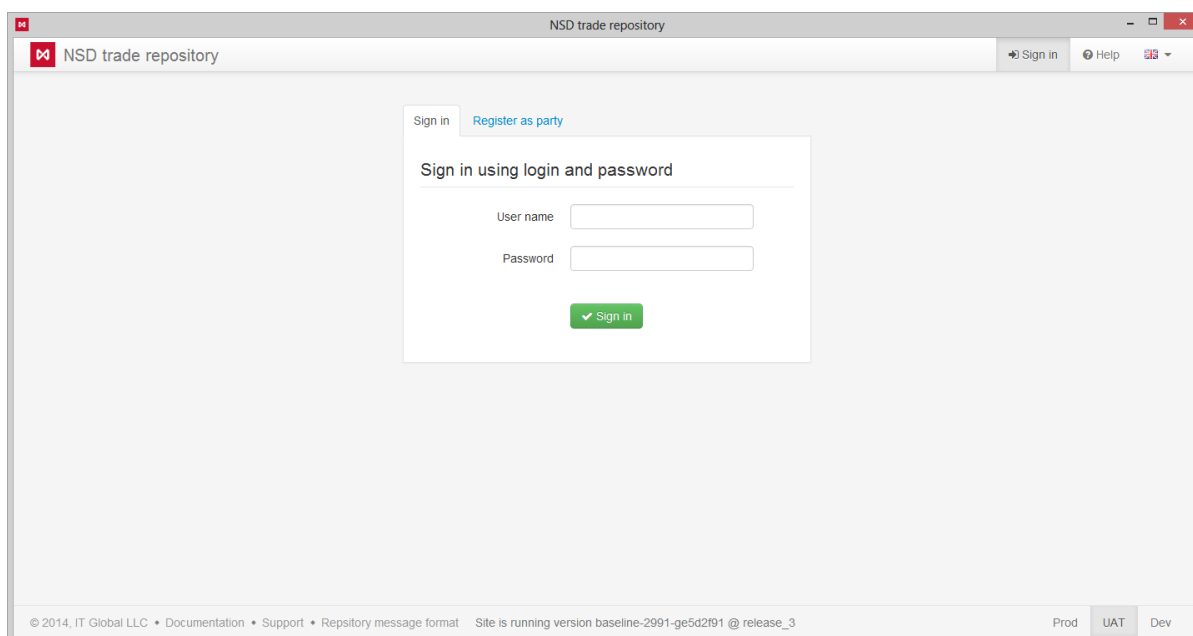 NSD trade repository
NSD trade repository Sign in Help
Sign in Register as party
Sign in using login and password
User name
Password
Sign in
© 2014, IT Global LLC • Documentation • Support • Repsitory message format Site is running version baseline-2991-ge5d2f91 @ release_3 Prod UAT Dev